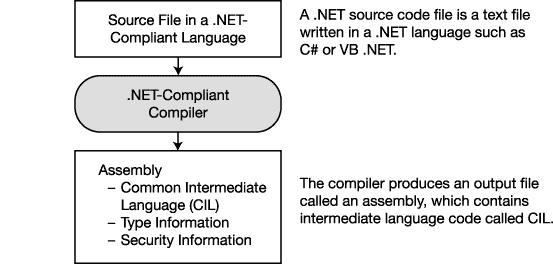 Source File in a .NET-
Compliant Language
A .NET source code file is a text file
written in a .NET language such as
C# or VB .NET.
.NET-Compliant
Compiler
Assembly
– Common Intermediate
Language (CIL)
– Type Information
– Security Information
The compiler produces an output file
called an assembly, which contains
intermediate language code called CIL.